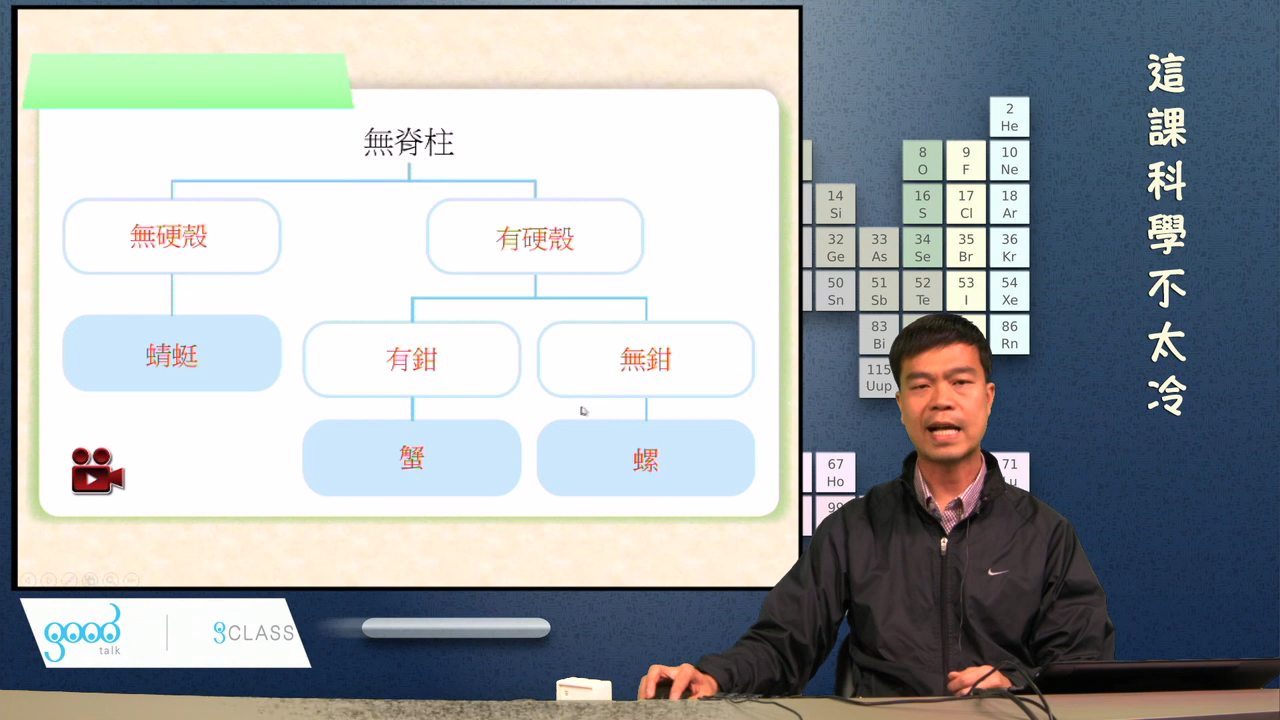 無脊柱
無硬殼
有硬殼
蜻蜓
有鉗
無鉗
蟹
螺
這課科學不太冷
2
He
8
O
9
F
10
Ne
14
Si
16
S
17
Cl
18
Ar
32
Ge
33
As
34
Se
35
Br
36
Kr
50
Sn
51
Sb
52
Te
53
I
54
Xe
83
Bi
86
Rn
115
Uup
67
Ho
71
good
talk
gCLASS